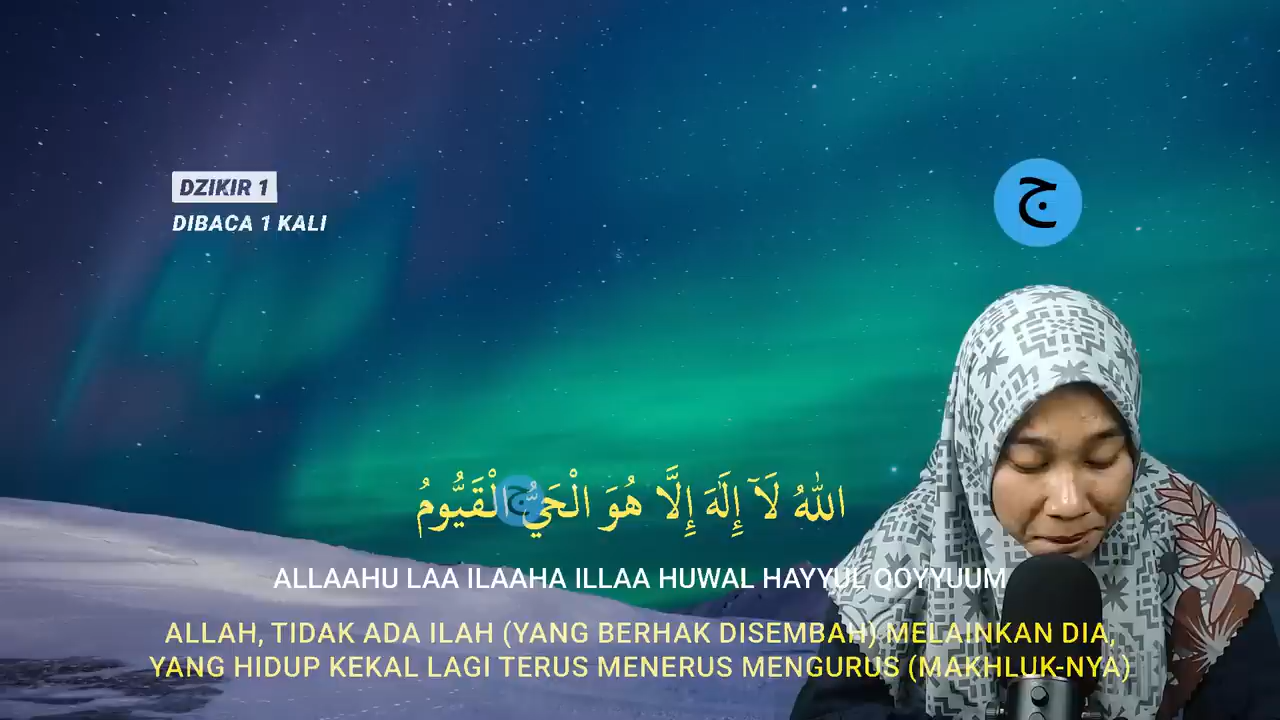 DZIKIR 1
DIBACA 1 KALI
ج
اللهُ لَآ إِلَٰهَ إِلَّا هُوَ الْحَيُّ ج الْقَيُّومُ
ALLAAHU LAA ILAAHA ILLAA HUWAL HAYYUL QOYYUUM
ALLAH, TIDAK ADA ILAH (YANG BERHAK DISEMBAH) MELAINKAN DIA,
YANG HIDUP KEKAL LAGI TERUS MENERUS MENGURUS (MAKHLUK-NYA)